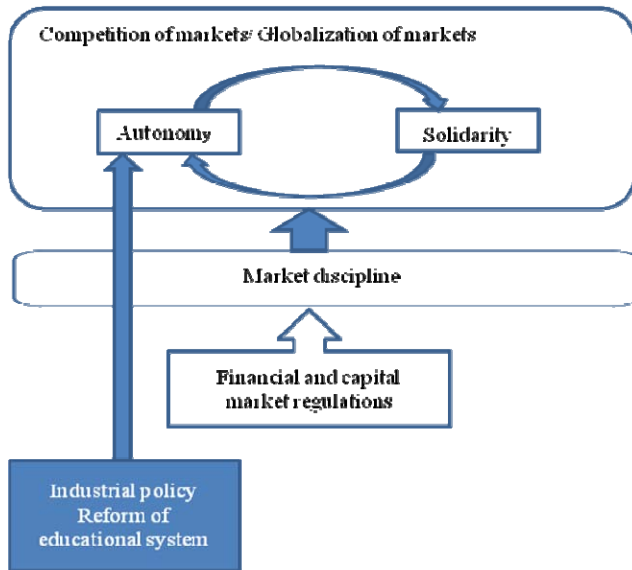 Competition of markets/ Globalization of markets
Autonomy
Solidarity
Market discipline
Financial and capital
market regulations
Industrial policy
Reform of
educational system